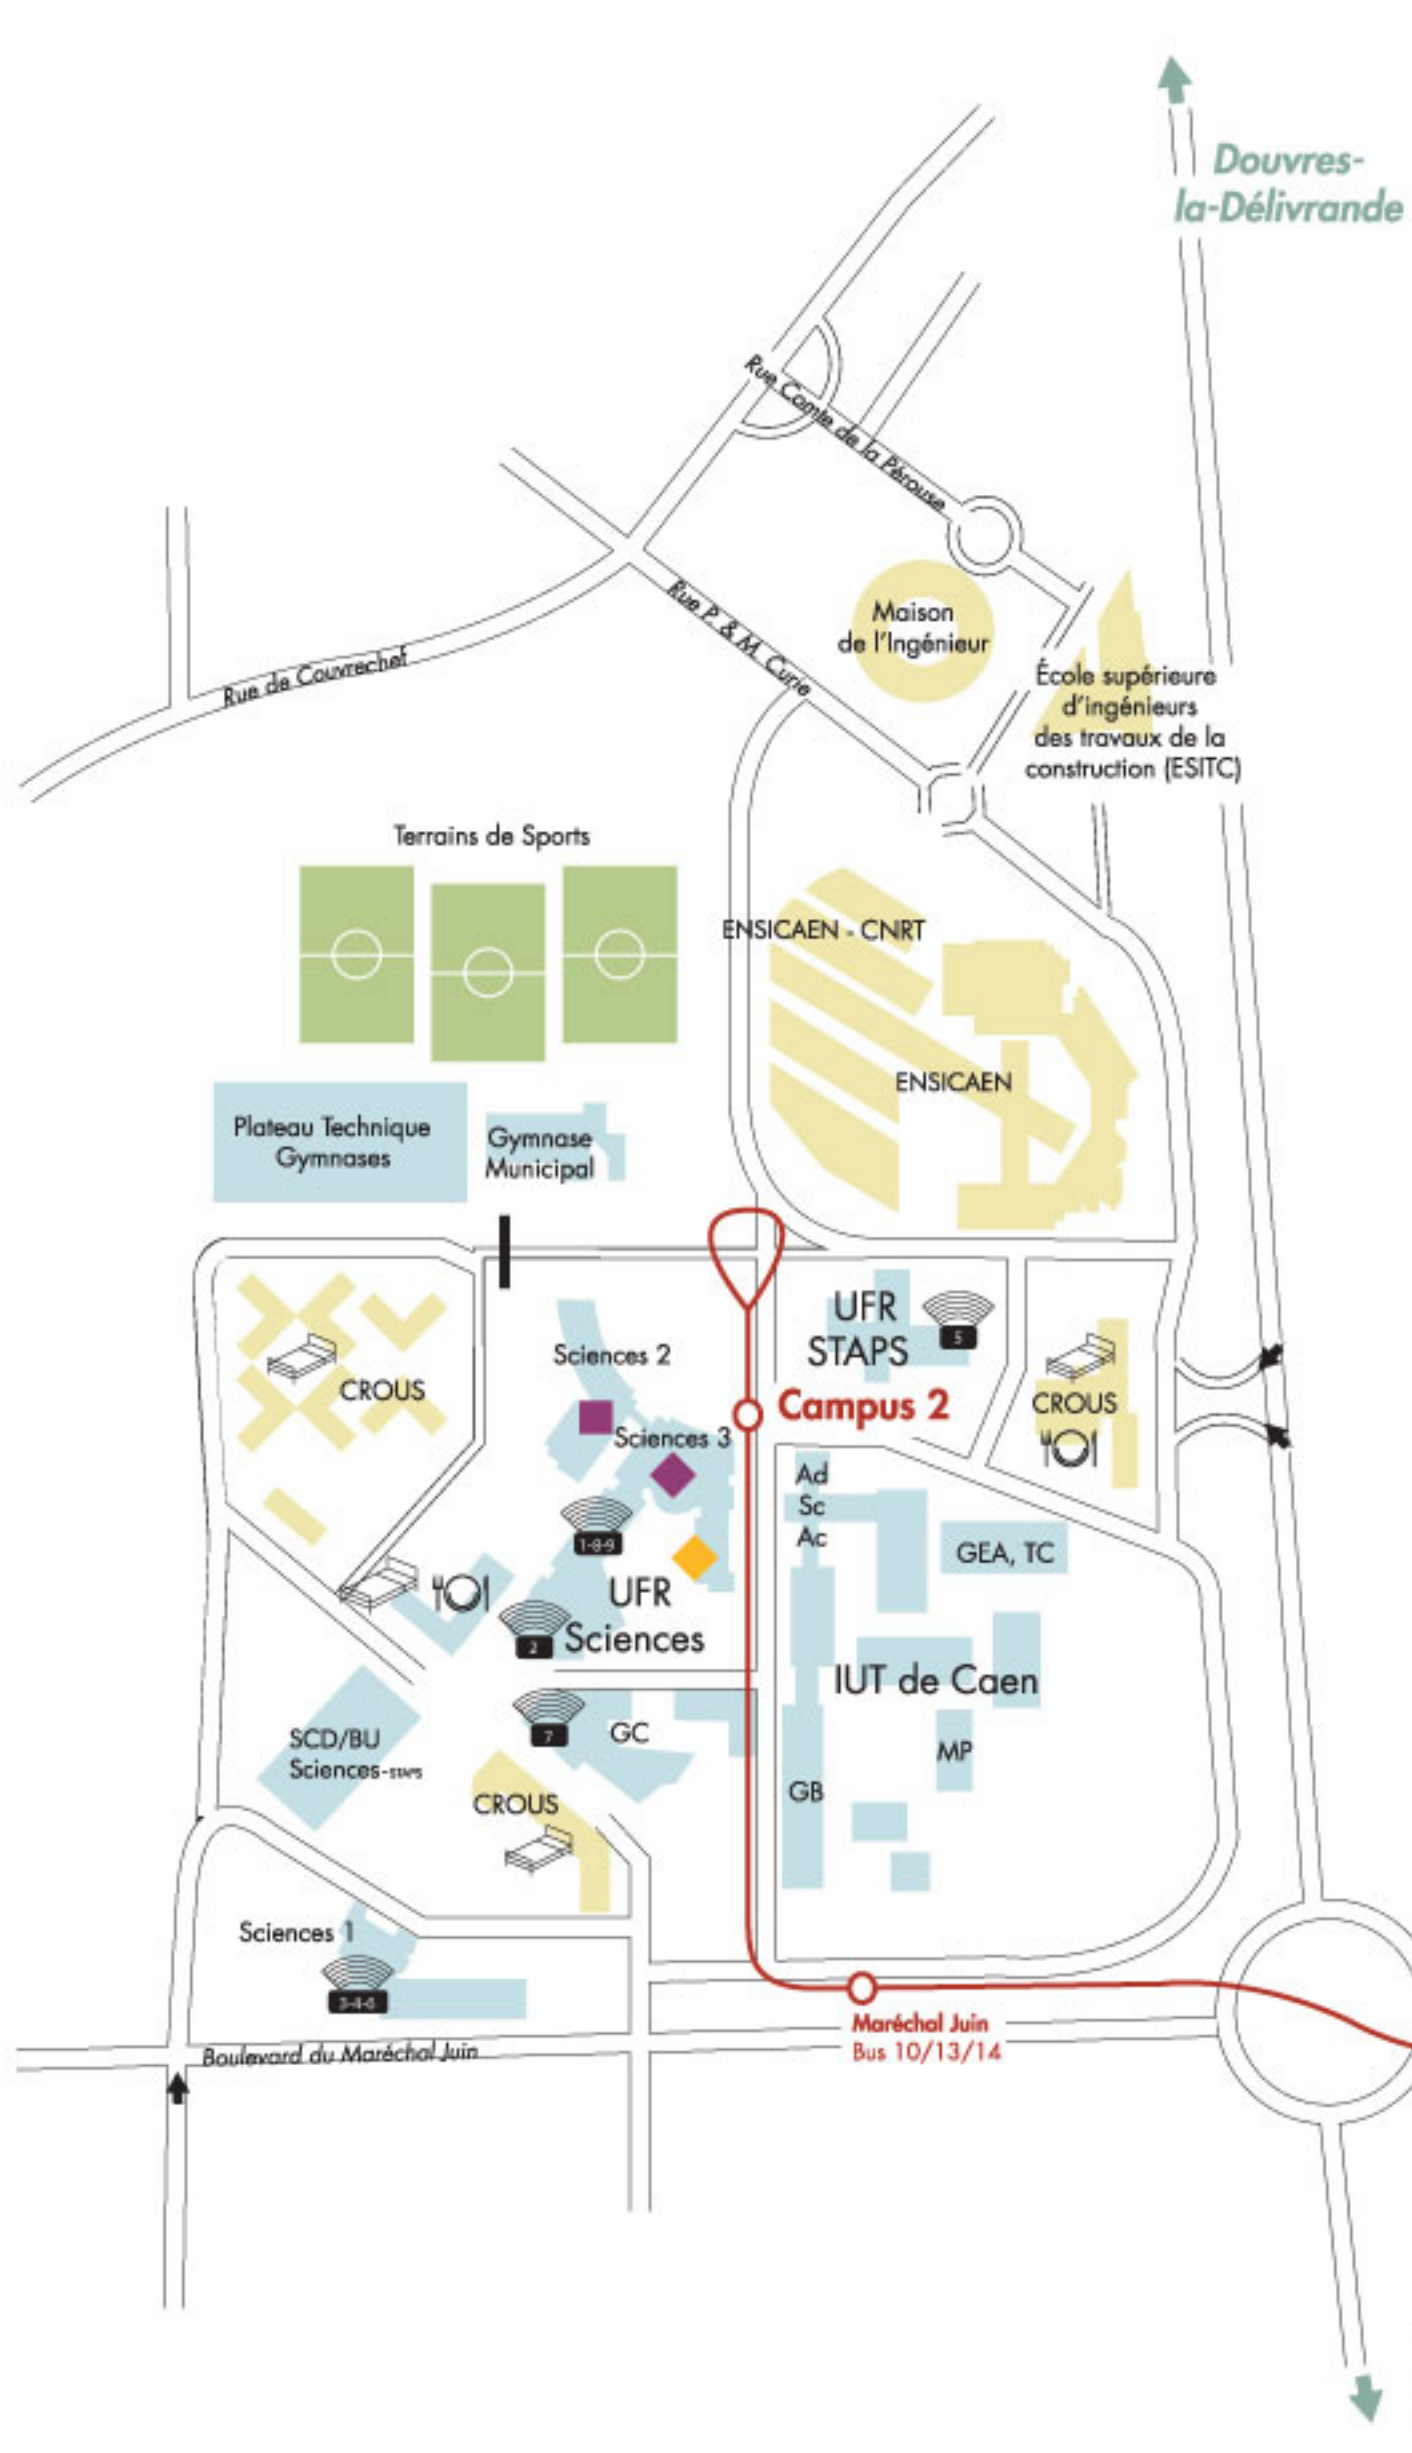 Douvres-
la-Délivrande
Rue Comte de la Pérouse
Rue P. & M. Curie
Maison
de l'Ingénieur
Rue de Couvrechef
École supérieure
d'ingénieurs
des travaux de la
construction (ESITC)
Terrains de Sports
ENSICAEN - CNRT
ENSICAEN
Plateau Technique
Gymnases
Gymnase
Municipal
UFR
STAPS
5
Sciences 2
CROUS
CROUS
Campus 2
Sciences 3
Ad
Sc
Ac
1-8-9
GEA, TC
UFR
Sciences
2
IUT de Caen
SCD/BU
Sciences-STAPS
7
GC
MP
GB
CROUS
Sciences 1
3-4-6
Maréchal Juin
Bus 10/13/14
Boulevard du Maréchal Juin